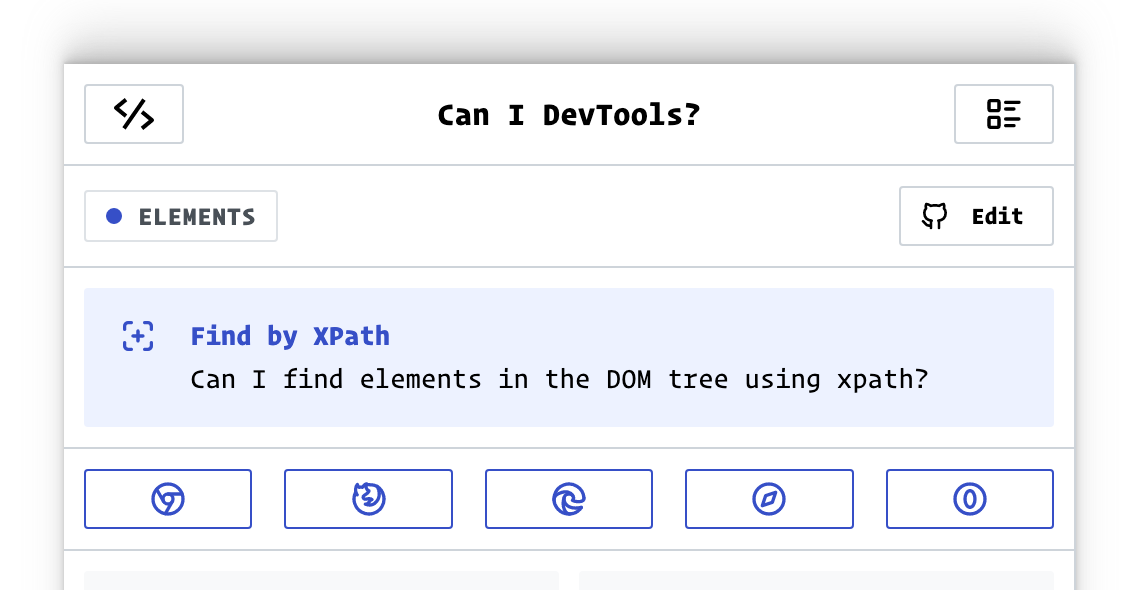 Can I DevTools?
ELEMENTS
Edit
Find by XPath
Can I find elements in the DOM tree using xpath?